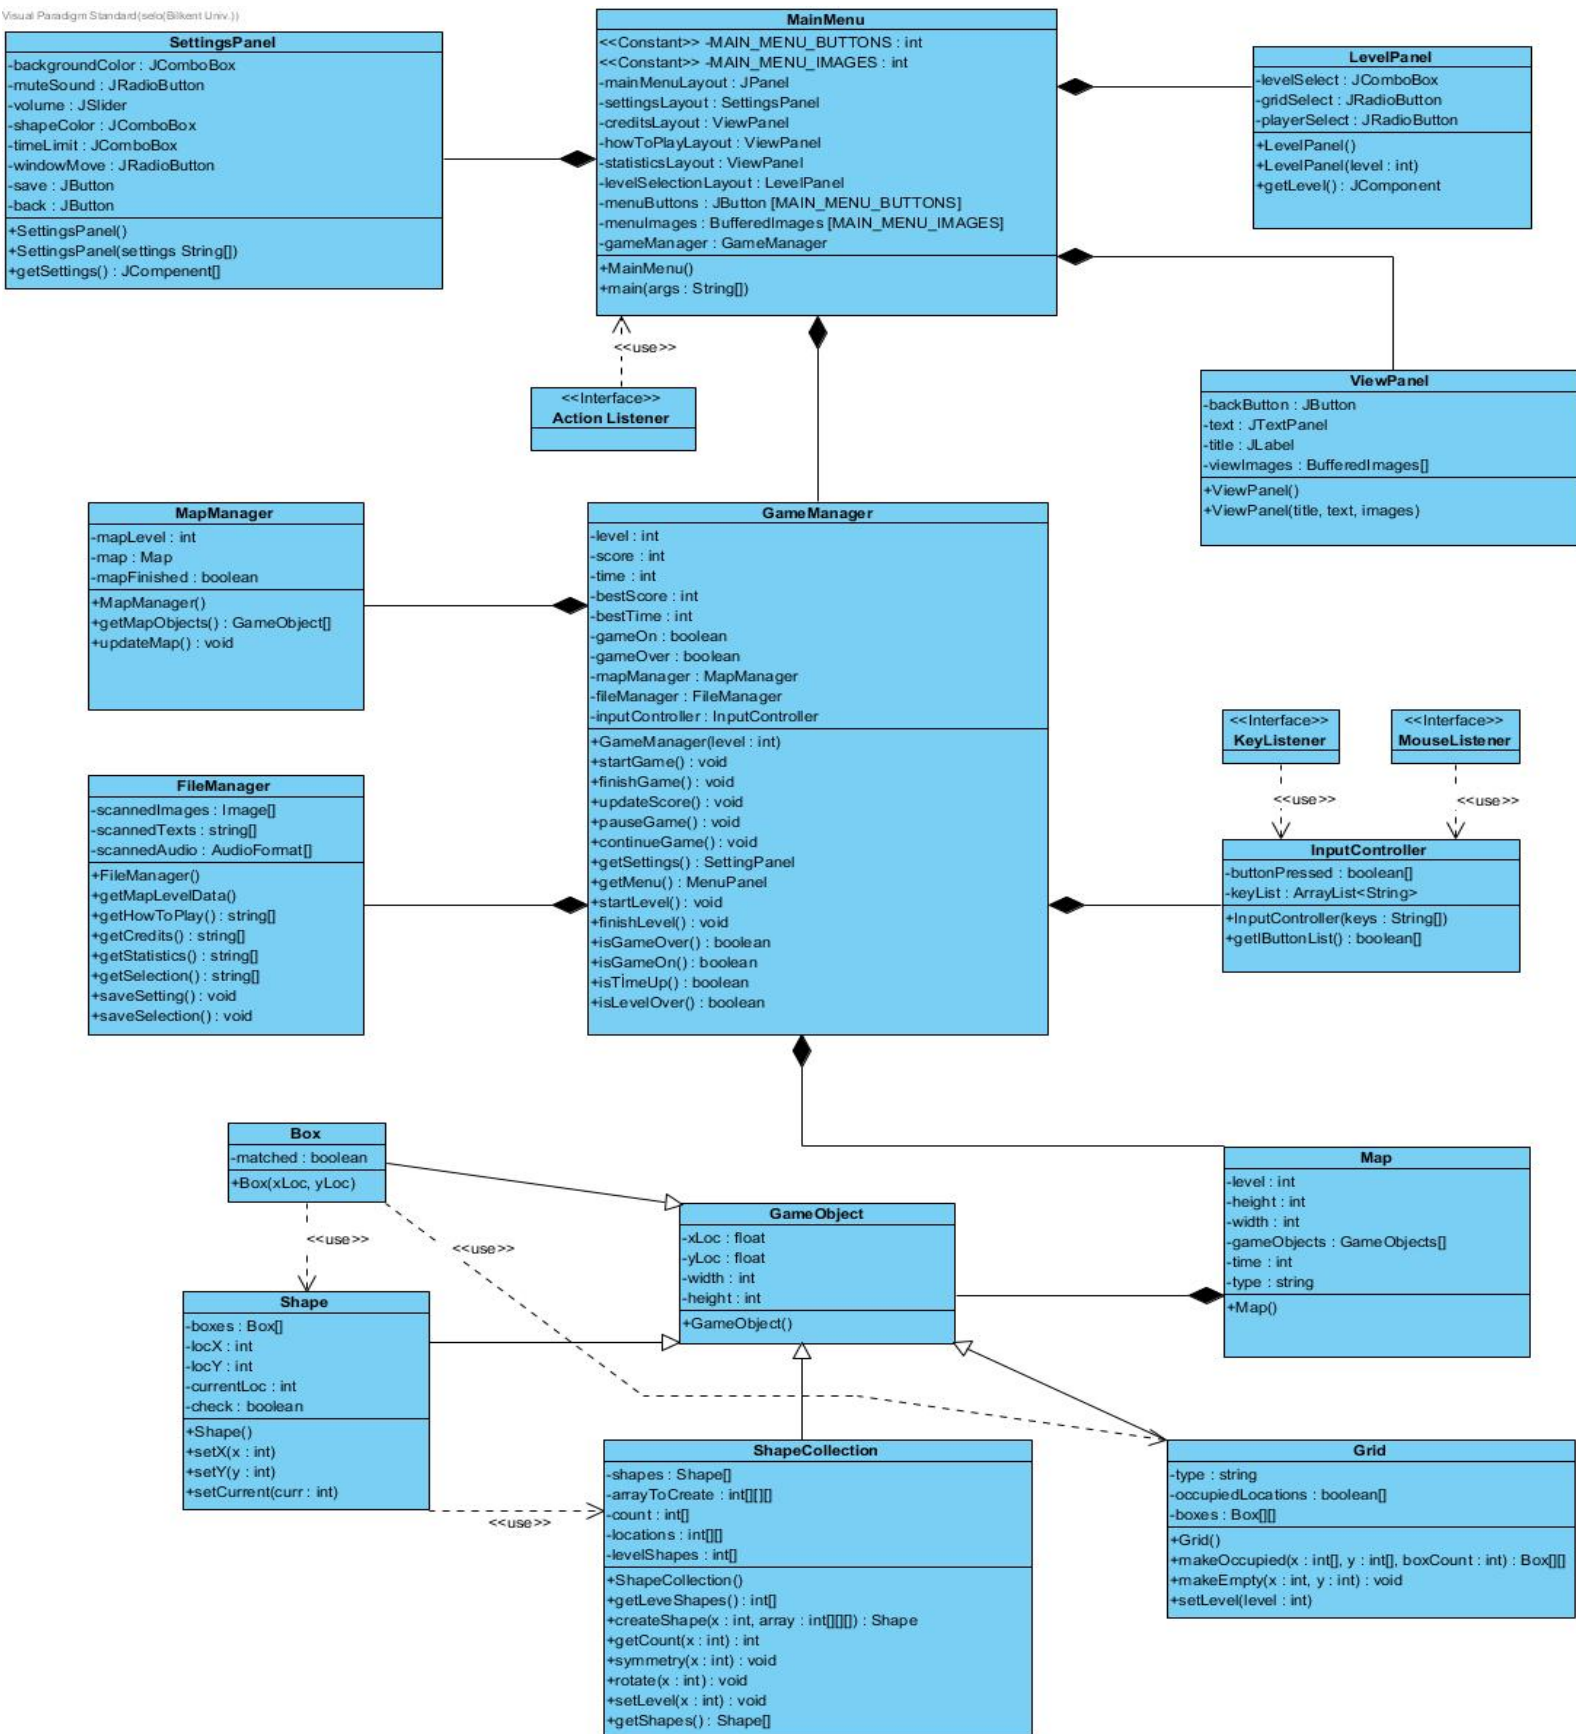 Visual Paradigm Standard(selo(Bilkent Univ.))
SettingsPanel
-backgroundColor : JComboBox
-muteSound : JRadioButton
-volume : JSlider
-shapeColor : JComboBox
-timeLimit : JComboBox
-windowMove : JRadioButton
-save : JButton
-back : JButton
+SettingsPanel()
+SettingsPanel(settings String[])
+getSettings() : JCompenent[]
MainMenu
<<Constant>> -MAIN_MENU_BUTTONS : int
<<Constant>> -MAIN_MENU_IMAGES : int
-mainMenuLayout : JPanel
-settingsLayout : SettingsPanel
-creditsLayout : ViewPanel
-howToPlayLayout : ViewPanel
-statisticsLayout : ViewPanel
-levelSelectionLayout : LevelPanel
-menuButtons : JButton [MAIN_MENU_BUTTONS]
-menuImages : BufferedImages [MAIN_MENU_IMAGES]
-gameManager : GameManager
+MainMenu()
+main(args : String[])
LevelPanel
-levelSelect : JComboBox
-gridSelect : JRadioButton
-playerSelect : JRadioButton
+LevelPanel()
+LevelPanel(level : int)
+getLevel() : JComponent
<<use>>
<<Interface>>
Action Listener
ViewPanel
-backButton : JButton
-text : JTextPanel
-title : JLabel
-viewImages : BufferedImages[]
+ViewPanel()
+ViewPanel(title, text, images)
MapManager
-mapLevel : int
-map : Map
-mapFinished : boolean
+MapManager()
+getMapObjects() : GameObject[]
+updateMap() : void
GameManager
-level : int
-score : int
-time : int
-bestScore : int
-bestTime : int
-gameOn : boolean
-gameOver : boolean
-mapManager : MapManager
-fileManager : FileManager
-inputController : InputController
+GameManager(level : int)
+startGame() : void
+finishGame() : void
+updateScore() : void
+pauseGame() : void
+continueGame() : void
+getSettings() : SettingPanel
+getMenu() : MenuPanel
+startLevel() : void
+finishLevel() : void
+isGameOver() : boolean
+isGameOn() : boolean
+isTİmeUp() : boolean
+isLevelOver() : boolean
<<Interface>>
KeyListener
<<Interface>>
MouseListener
<<use>>
<<use>>
FileManager
-scannedImages : Image[]
-scannedTexts : string[]
-scannedAudio : AudioFormat[]
+FileManager()
+getMapLevelData()
+getHowToPlay() : string[]
+getCredits() : string[]
+getStatistics() : string[]
+getSelection() : string[]
+saveSetting() : void
+saveSelection() : void
InputController
-buttonPressed : boolean[]
-keyList : ArrayList<String>
+InputController(keys : String[])
+getIButtonList() : boolean[]
Box
-matched : boolean
+Box(xLoc, yLoc)
<<use>>
<<use>>
GameObject
-xLoc : float
-yLoc : float
-width : int
-height : int
+GameObject()
Map
-level : int
-height : int
-width : int
-gameObjects : GameObjects[]
-time : int
-type : string
+Map()
Shape
-boxes : Box[]
-locX : int
-locY : int
-currentLoc : int
-check : boolean
+Shape()
+setX(x : int)
+setY(y : int)
+setCurrent(curr : int)
<<use>>
ShapeCollection
-shapes : Shape[]
-arrayToCreate : int[][][]
-count : int[]
-locations : int[][]
-levelShapes : int[]
+ShapeCollection()
+getLeveShapes() : int[]
+createShape(x : int, array : int[][][]) : Shape
+getCount(x : int) : int
+symmetry(x : int) : void
+rotate(x : int) : void
+setLevel(x : int) : void
+getShapes() : Shape[]
Grid
-type : string
-occupiedLocations : boolean[]
-boxes : Box[][]
+Grid()
+makeOccupied(x : int[], y : int[], boxCount : int) : Box[][]
+makeEmpty(x : int, y : int) : void
+setLevel(level : int)